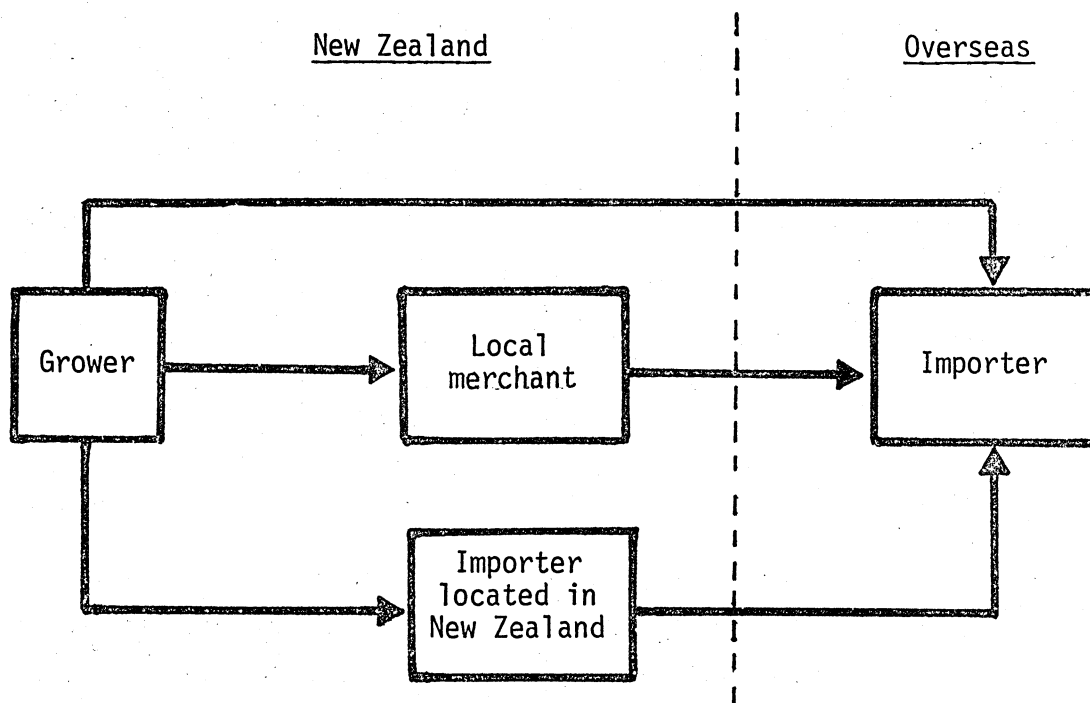 New Zealand
Overseas
Grower
Local
merchant
Importer
Importer
located in
New Zealand